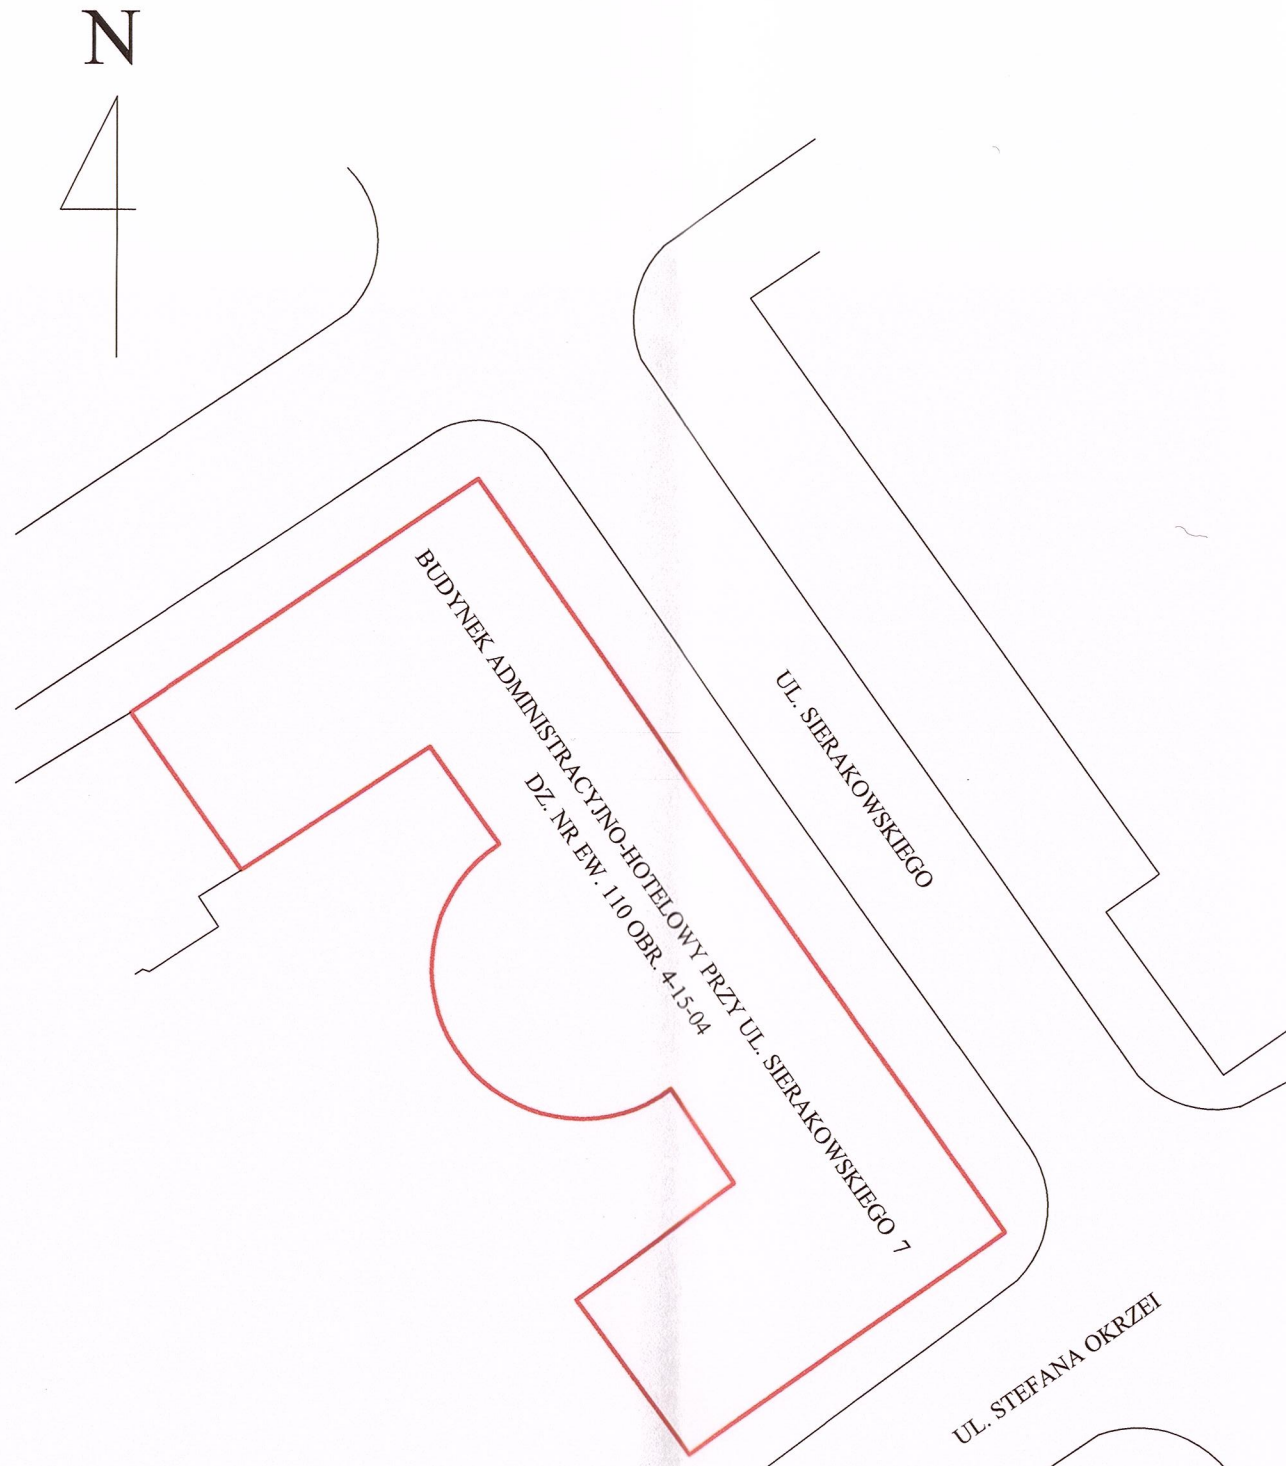 N
BUDYNEK ADMINISTRACYJNO-HOTELOWY PRZY UL. SIERAKOWSKIEGO 7
DZ. NR EW. 110 OBR. 4-15-04
UL. SIERAKOWSKIEGO
UL. STEFANA OKRZEI